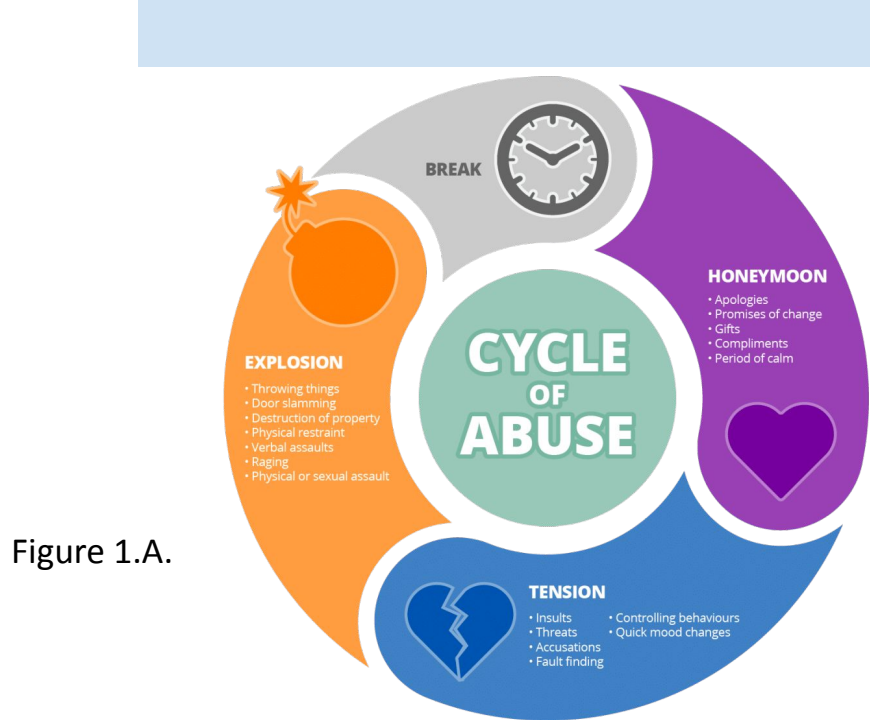 BREAK
HONEYMOON
• Apologies
• Promises of change
• Gifts
• Compliments
• Period of calm
CYCLE
OF
ABUSE
EXPLOSION
• Throwing things
• Door slamming
• Destruction of property
• Physical restraint
• Verbal assaults
• Raging
• Physical or sexual assault
Figure 1.A.
TENSION
• Insults
• Threats
• Accusations
• Fault finding
• Controlling behaviours
• Quick mood changes